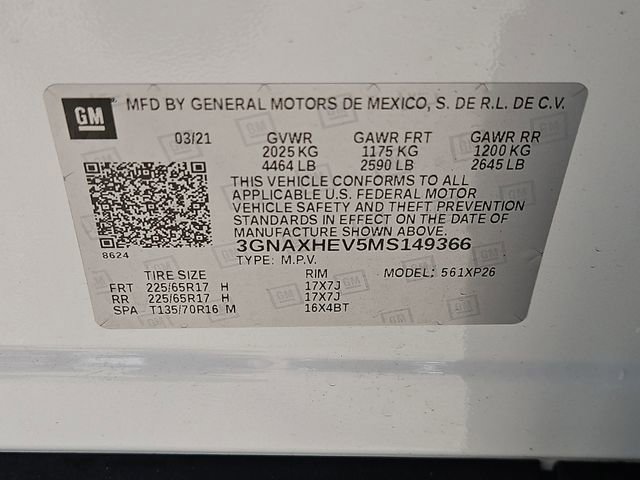 GM MFD BY GENERAL MOTORS DE MEXICO, S. DE R.L. DE C.V.
03/21 GVWR GAWR FRT GAWR RR
2025 KG 1175 KG 1200 KG
4464 LB 2590 LB 2645 LB
THIS VEHICLE CONFORMS TO ALL
APPLICABLE U.S. FEDERAL MOTOR
VEHICLE SAFETY AND THEFT PREVENTION
STANDARDS IN EFFECT ON THE DATE OF
MANUFACTURE SHOWN ABOVE.
8624 3GNAXHEV5MS149366
TYPE: M.P.V. MODEL: 561XP26
TIRE SIZE RIM
FRT 225/65R17 H 17X7J
RR 225/65R17 H 17X7J
SPA T135/70R16 M 16X4BT